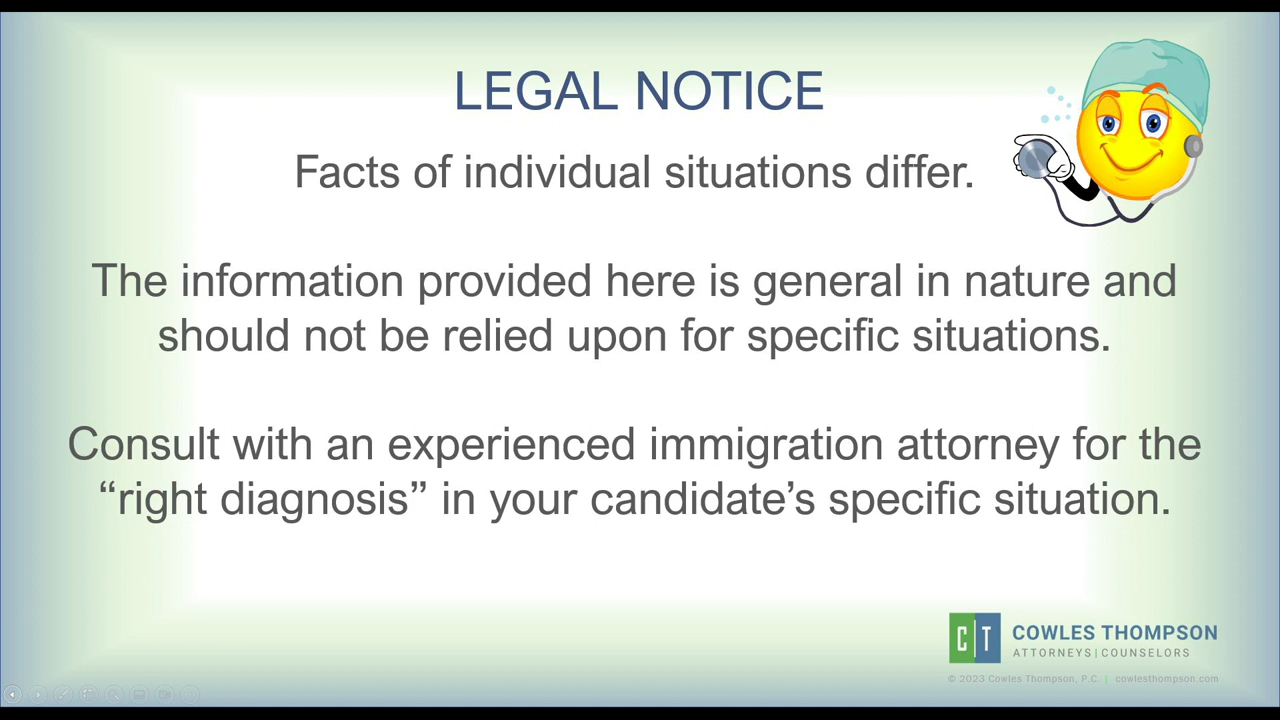 LEGAL NOTICE
Facts of individual situations differ.
The information provided here is general in nature and
should not be relied upon for specific situations.
Consult with an experienced immigration attorney for the
“right diagnosis” in your candidate’s specific situation.
C|T COWLES THOMPSON
ATTORNEYS|COUNSELORS
© 2023 Cowles Thompson, P.C. | cowlesthompson.com